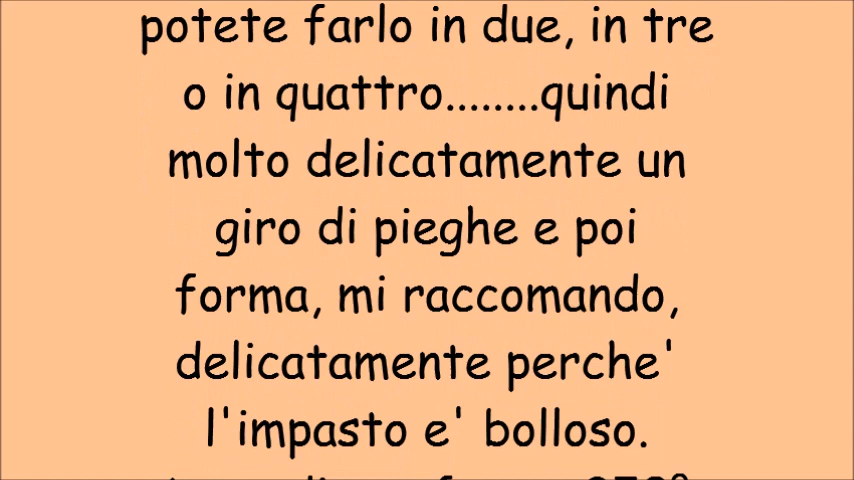 potete farlo in due, in tre
o in quattro........quindi
molto delicatamente un
giro di pieghe e poi
forma, mi raccomando,
delicatamente perche'
l'impasto e' bolloso.